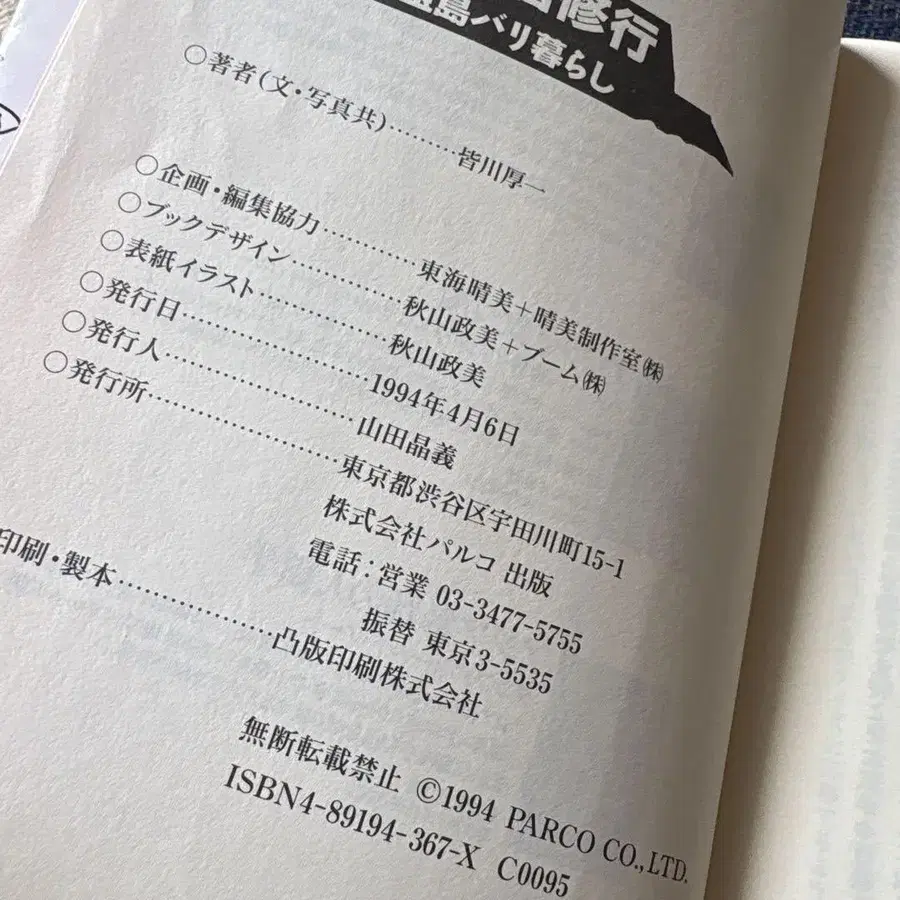 修行
島バリ暮らし
○著者(文・写真共)………皆川厚一
○企画・編集協力…………東海晴美+晴美制作室㈱
○ブックデザイン…………秋山政美+ブーム㈱
○表紙イラスト……………秋山政美
○発行日……………………1994年4月6日
○発行人……………………山田晶義
○発行所……………………東京都渋谷区宇田川町15-1
株式会社パルコ 出版
電話:営業 03-3477-5755
振替 東京3-5535
印刷・製本…………………凸版印刷株式会社
無断転載禁止 ©1994 PARCO CO.,LTD.
ISBN4-89194-367-X C0095